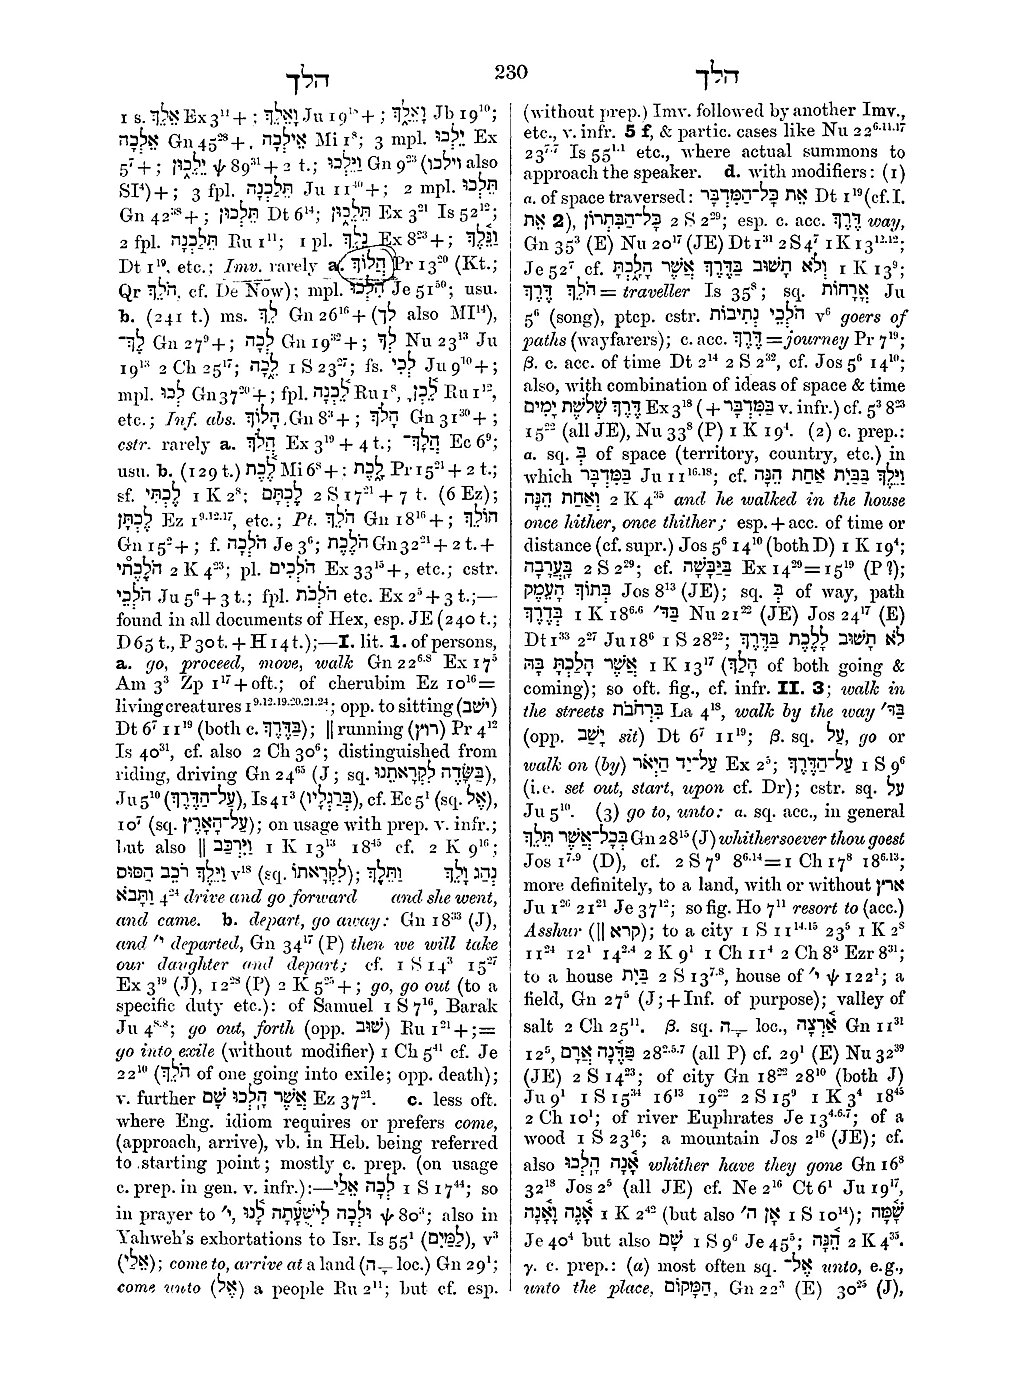 הלך 230 הלך
1 s. אֵלֵךְ Ex 3¹¹+; וָאֵלֵךְ Ju 19¹⁸+; Jb 19¹⁰;
אֵלְכָה Gn 45²⁸+, אֵילְכָה Mi 1⁸; 3 mpl. יֵלְכוּ Ex
5⁷+; יֵלֵכוּן ψ 89³¹+2 t.; וַיֵּלְכוּ Gn 9²³ (וילכו also
SI⁴)+; 3 fpl. תֵּלַכְנָה Ju 11⁴⁰+; 2 mpl. תֵּלְכוּ
Gn 42³⁸+; תֵּלְכוּן Dt 6¹⁴; תֵּלֵכוּן Ex 3²¹ Is 52¹²;
2 fpl. תֵּלַכְנָה Ru 1¹¹; 1 pl. נֵלֵךְ Ex 8²³+; וַנֵּלֶךְ
Dt 1¹⁹, etc.; Imv. rarely a. הָלוֹךְ Pr 13²⁰ (Kt.;
Qr הֹלֵךְ, cf. De Now); mpl. הִלְכוּ Je 51⁵⁰; usu.
b. (241 t.) ms. לֵךְ Gn 26¹⁶+(לך also MI¹⁴),
לֶךְ־ Gn 27⁹+; לְכָה Gn 19³²+; לְךָ Nu 23¹³ Ju
19¹³ 2 Ch 25¹⁷; לֵכָה 1 S 23²⁷; fs. לְכִי Ju 9¹⁰+;
mpl. לְכוּ Gn 37²⁰+; fpl. לֵכְנָה Ru 1⁸, לֵכְןָ Ru 1¹²,
etc.; Inf. abs. הָלוֹךְ Gn 8³+; הָלֹךְ Gn 31³⁰+;
cstr. rarely a. הֲלֹךְ Ex 3¹⁹+4 t.; הֲלָךְ־ Ec 6⁹;
usu. b. (129 t.) לֶכֶת Mi 6⁸+; לָכֶת Pr 15²¹+2 t.;
sf. לֶכְתִּי 1 K 2⁸; לֶכְתָּם 2 S 17²¹+7 t. (6 Ez);
לֶכְתָּן Ez 1⁹·¹²·¹⁷, etc.; Pt. הֹלֵךְ Gn 18¹⁶+; הוֹלֵךְ
Gn 15²+; f. הֹלְכָה Je 3⁶; הֹלֶכֶת Gn 32²¹+2 t.+
הֹלַכְתִּי 2 K 4²³; pl. הֹלְכִים Ex 33¹⁵+, etc.; cstr.
הֹלְכֵי Ju 5⁶+3 t.; fpl. הֹלְכֹת etc. Ex 2⁵+3 t.;—
found in all documents of Hex, esp. JE (240 t.;
D 65 t., P 30 t.+H 14 t.);—I. lit. 1. of persons,
a. go, proceed, move, walk Gn 22⁶·⁸ Ex 17⁵
Am 3³ Zp 1¹⁷+oft.; of cherubim Ez 10¹⁶=
living creatures 1⁹·¹²·¹⁹·²⁰·²¹·²⁴; opp. to sitting (ישׁב)
Dt 6⁷ 11¹⁹ (both c. בַּדֶּרֶךְ); ‖ running (רוץ) Pr 4¹²
Is 40³¹, cf. also 2 Ch 30⁶; distinguished from
riding, driving Gn 24⁶⁵ (J; sq. בַּשָּׂדֶה לִקְרָאתֵנוּ),
Ju 5¹⁰ (עַל־הַדֶּרֶךְ), Is 41³ (בְּרַגְלָיו), cf. Ec 5¹ (sq. אֶל),
10⁷ (sq. עַל־הָאָרֶץ); on usage with prep. v. infr.;
but also ‖ וַיִּרְכַּב 1 K 13¹³ 18⁴⁵ cf. 2 K 9¹⁶;
וַיֵּלֶךְ רֹכֵב הַסּוּס v¹⁸ (sq. לִקְרָאתוֹ); וַתֵּלֶךְ נְהַג וָלֵךְ
וַתָּבֹא 4²⁴ drive and go forward and she went,
and came. b. depart, go away: Gn 18³³ (J),
and י׳ departed, Gn 34¹⁷ (P) then we will take
our daughter and depart; cf. 1 S 14³ 15²⁷
Ex 3¹⁹ (J), 12²⁸ (P) 2 K 5²⁵+; go, go out (to a
specific duty etc.): of Samuel 1 S 7¹⁶, Barak
Ju 4⁸·⁸; go out, forth (opp. שׁוּב) Ru 1²¹+;=
go into exile (without modifier) 1 Ch 5⁴¹ cf. Je
22¹⁰ (הֹלֵךְ of one going into exile; opp. death);
v. further אֲשֶׁר הָלְכוּ שָׁם Ez 37²¹. c. less oft.
where Eng. idiom requires or prefers come,
(approach, arrive), vb. in Heb. being referred
to starting point; mostly c. prep. (on usage
c. prep. in gen. v. infr.):—לְכָה אֵלַי 1 S 17⁴⁴; so
in prayer to י׳, וּלְכָה לִישֻׁעָתָה לָּנוּ ψ 80³; also in
Yahweh's exhortations to Isr. Is 55¹ (לַמַּיִם), v³
(אֵלַי); come to, arrive at a land (ה ָ loc.) Gn 29¹;
come unto (אֶל) a people Ru 2¹¹; but cf. esp.
(without prep.) Imv. followed by another Imv.,
etc., v. infr. 5 f, & partic. cases like Nu 22⁶·¹¹·¹⁷
23⁷·⁷ Is 55¹·¹ etc., where actual summons to
approach the speaker. d. with modifiers: (1)
a. of space traversed: אֵת כָּל־הַמִּדְבָּר Dt 1¹⁹ (cf. I.
את 2), כָּל־הַבִּתְרוֹן 2 S 2²⁹; esp. c. acc. דֶּרֶךְ way,
Gn 35³ (E) Nu 20¹⁷ (JE) Dt 1³¹ 2 S 4⁷ 1 K 13¹²·¹²;
Je 52⁷, cf. וְלֹא תָשׁוּב בַּדֶּרֶךְ אֲשֶׁר הָלָכְתָּ 1 K 13⁹;
הֹלֵךְ דֶּרֶךְ = traveller Is 35⁸; sq. אֳרָחוֹת Ju
5⁶ (song), ptcp. cstr. הֹלְכֵי נְתִיבוֹת v⁶ goers of
paths (wayfarers); c. acc. דֶּרֶךְ = journey Pr 7¹⁹;
β. c. acc. of time Dt 2¹⁴ 2 S 2³², cf. Jos 5⁶ 14¹⁰;
also, with combination of ideas of space & time
דֶּרֶךְ שְׁלֹשֶׁת יָמִים Ex 3¹⁸ (+בַּמִּדְבָּר v. infr.) cf. 5³ 8²³
15²² (all JE), Nu 33⁸ (P) 1 K 19⁴. (2) c. prep.:
a. sq. בְּ of space (territory, country, etc.) in
which בַּמִּדְבָּר Ju 11¹⁶·¹⁸; cf. וַיֵּלֶךְ בַּבַּיִת אַחַת הֵנָּה
וְאַחַת הֵנָּה 2 K 4³⁵ and he walked in the house
once hither, once thither; esp.+acc. of time or
distance (cf. supr.) Jos 5⁶ 14¹⁰ (both D) 1 K 19⁴;
בָּעֲרָבָה 2 S 2²⁹; cf. בַּיַּבָּשָׁה Ex 14²⁹=15¹⁹ (P?);
בְּתוֹךְ הָעֵמֶק Jos 8¹³ (JE); sq. בְּ of way, path
בְּדֶרֶךְ 1 K 18⁶·⁶ בַּדּ׳ Nu 21²² (JE) Jos 24¹⁷ (E)
Dt 1³³ 2²⁷ Ju 18⁶ 1 S 28²²; לֹא תָשׁוּב לָלֶכֶת בַּדֶּרֶךְ
אֲשֶׁר הָלַכְתָּ בָּהּ 1 K 13¹⁷ (הָלַךְ of both going &
coming); so oft. fig., cf. infr. II. 3; walk in
the streets בִּרְחֹבֹת La 4¹⁸, walk by the way בַּדּ׳
(opp. יָשַׁב sit) Dt 6⁷ 11¹⁹; β. sq. עַל, go or
walk on (by) עַל־יַד הַיְאֹר Ex 2⁵; עַל־הַדֶּרֶךְ 1 S 9⁶
(i.e. set out, start, upon cf. Dr); cstr. sq. על
Ju 5¹⁰. (3) go to, unto: a. sq. acc., in general
בְּכָל־אֲשֶׁר תֵּלֵךְ Gn 28¹⁵ (J) whithersoever thou goest
Jos 1⁷·⁹ (D), cf. 2 S 7⁹ 8⁶·¹⁴=1 Ch 17⁸ 18⁶·¹³;
more definitely, to a land, with or without ארץ
Ju 1²⁶ 21²¹ Je 37¹²; so fig. Ho 7¹¹ resort to (acc.)
Asshur (‖ קרא); to a city 1 S 11¹⁴·¹⁵ 23⁵ 1 K 2⁸
11²⁴ 12¹ 14²·⁴ 2 K 9¹ 1 Ch 11⁴ 2 Ch 8³ Ezr 8³¹;
to a house בַּיִת 2 S 13⁷·⁸, house of י׳ ψ 122¹; a
field, Gn 27⁵ (J;+Inf. of purpose); valley of
salt 2 Ch 25¹¹. β. sq. ה ָ loc., אַרְצָה Gn 11³¹
12⁵, פַּדֶּנָה אֲרָם 28²·⁵·⁷ (all P) cf. 29¹ (E) Nu 32³⁹
(JE) 2 S 14²³; of city Gn 18²² 28¹⁰ (both J)
Ju 9¹ 1 S 15³⁴ 16¹³ 19²² 2 S 15⁹ 1 K 3⁴ 18⁴⁵
2 Ch 10¹; of river Euphrates Je 13⁴·⁶·⁷; of a
wood 1 S 23¹⁶; a mountain Jos 2¹⁶ (JE); cf.
also אָנָה הָלְכוּ whither have they gone Gn 16⁸
32¹⁸ Jos 2⁵ (all JE) cf. Ne 2¹⁶ Ct 6¹ Ju 19¹⁷,
אָנֶה וָאָנָה 1 K 2⁴² (but also אָן ה׳ 1 S 10¹⁴); שָׁמָּה
Je 40⁴ but also שָׁם 1 S 9⁶ Je 45⁵; הֵנָּה 2 K 4³⁵.
γ. c. prep.: (a) most often sq. אֶל־ unto, e.g.,
unto the place, הַמָּקוֹם, Gn 22³ (E) 30²⁵ (J),